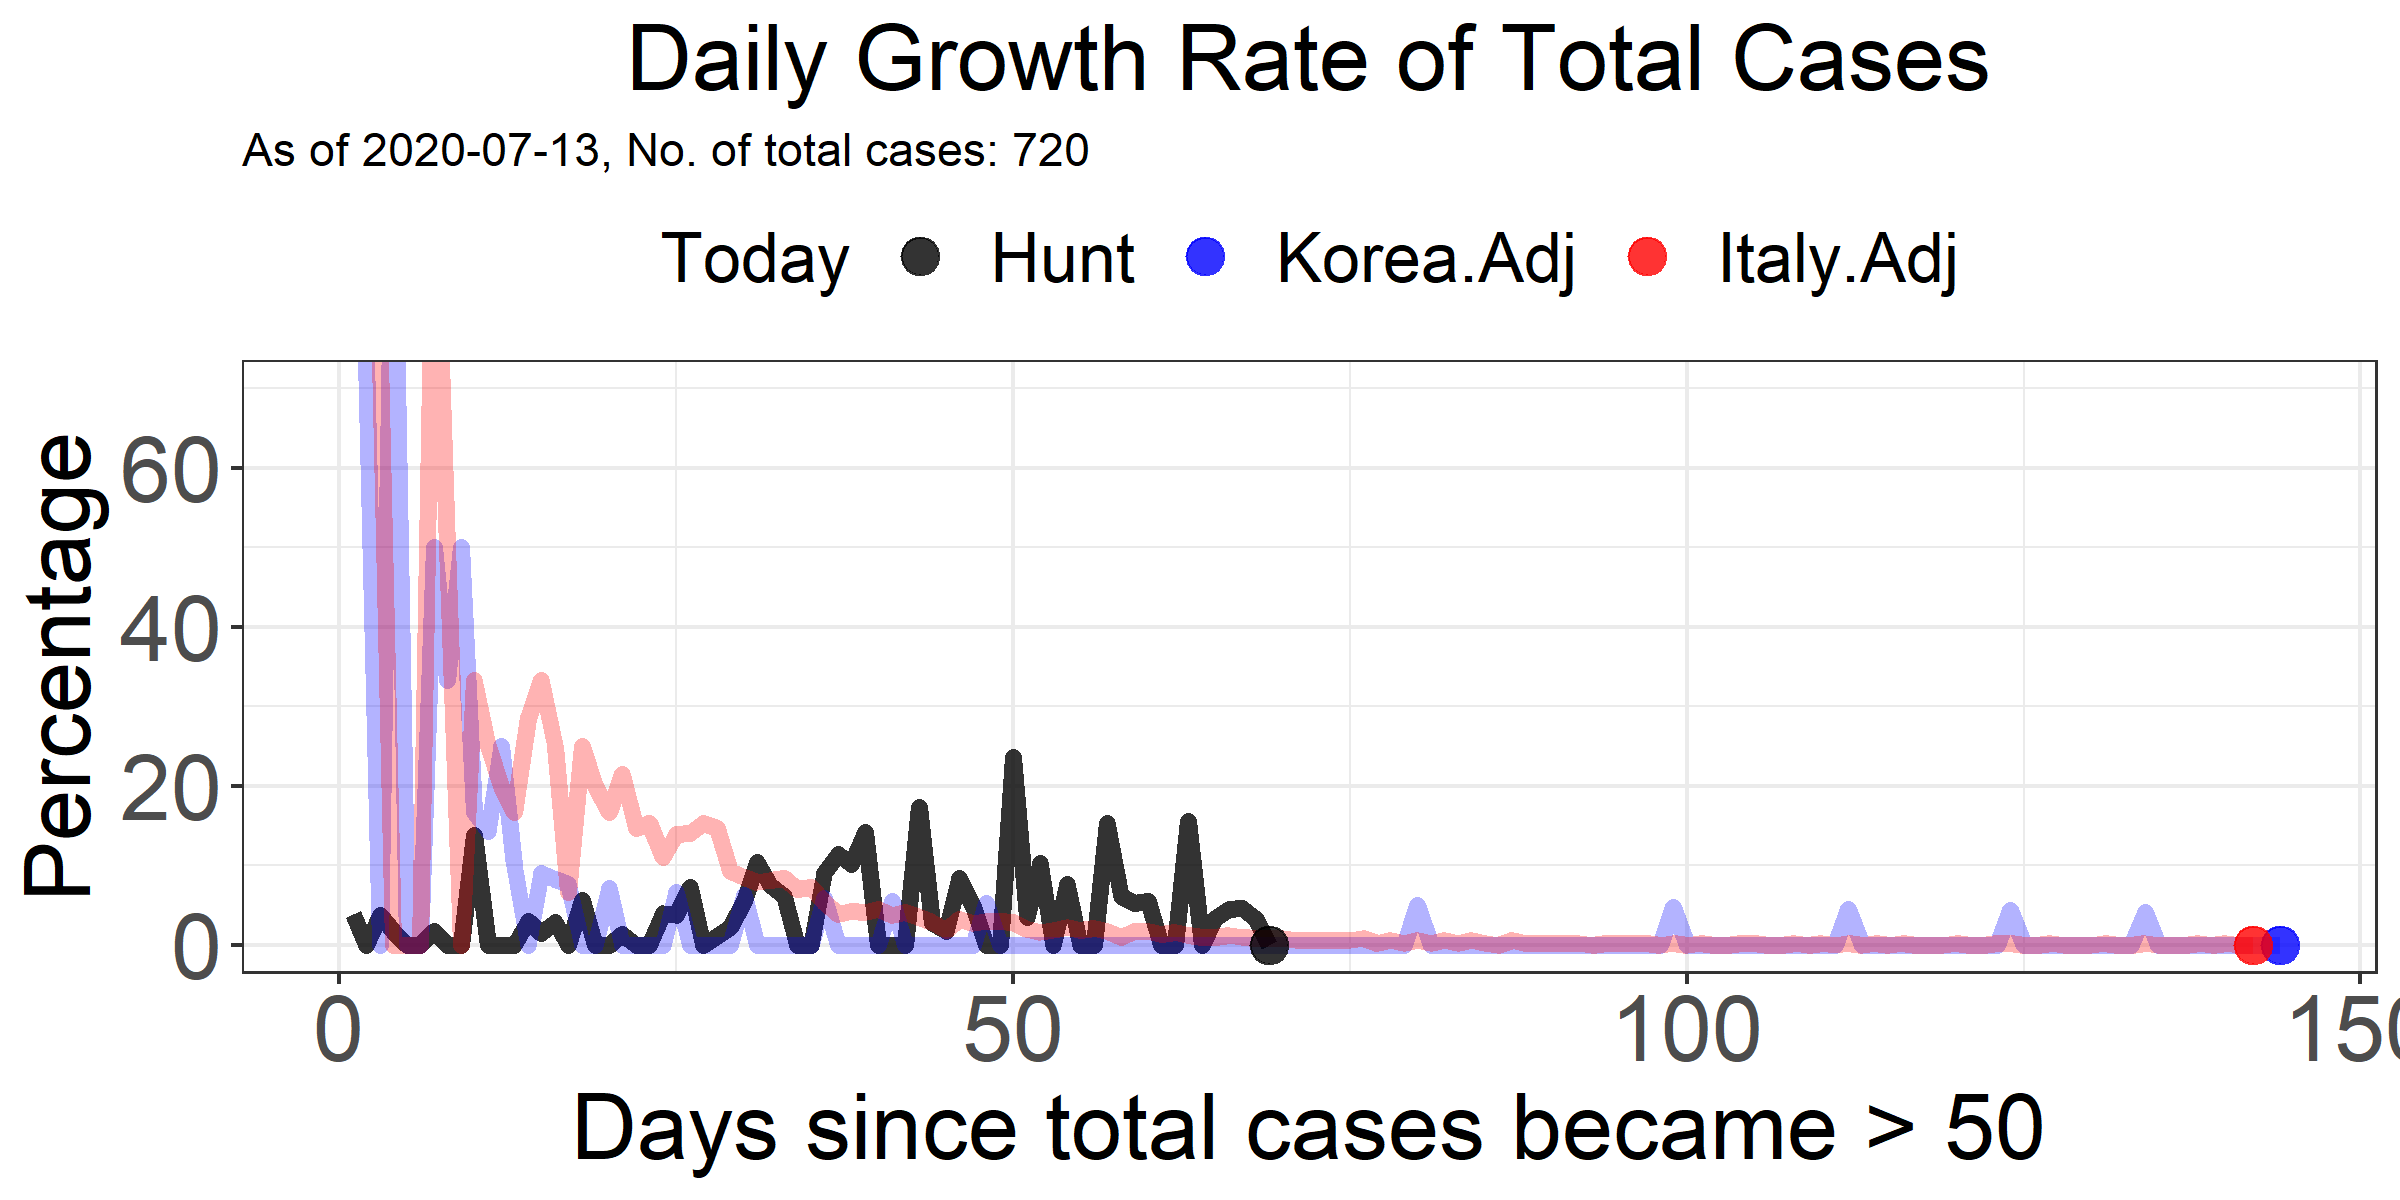 Daily Growth Rate of Total Cases
As of 2020-07-13, No. of total cases: 720
Today Hunt Korea.Adj Italy.Adj
Percentage
60
40
20
0
0 50 100 150
Days since total cases became > 50